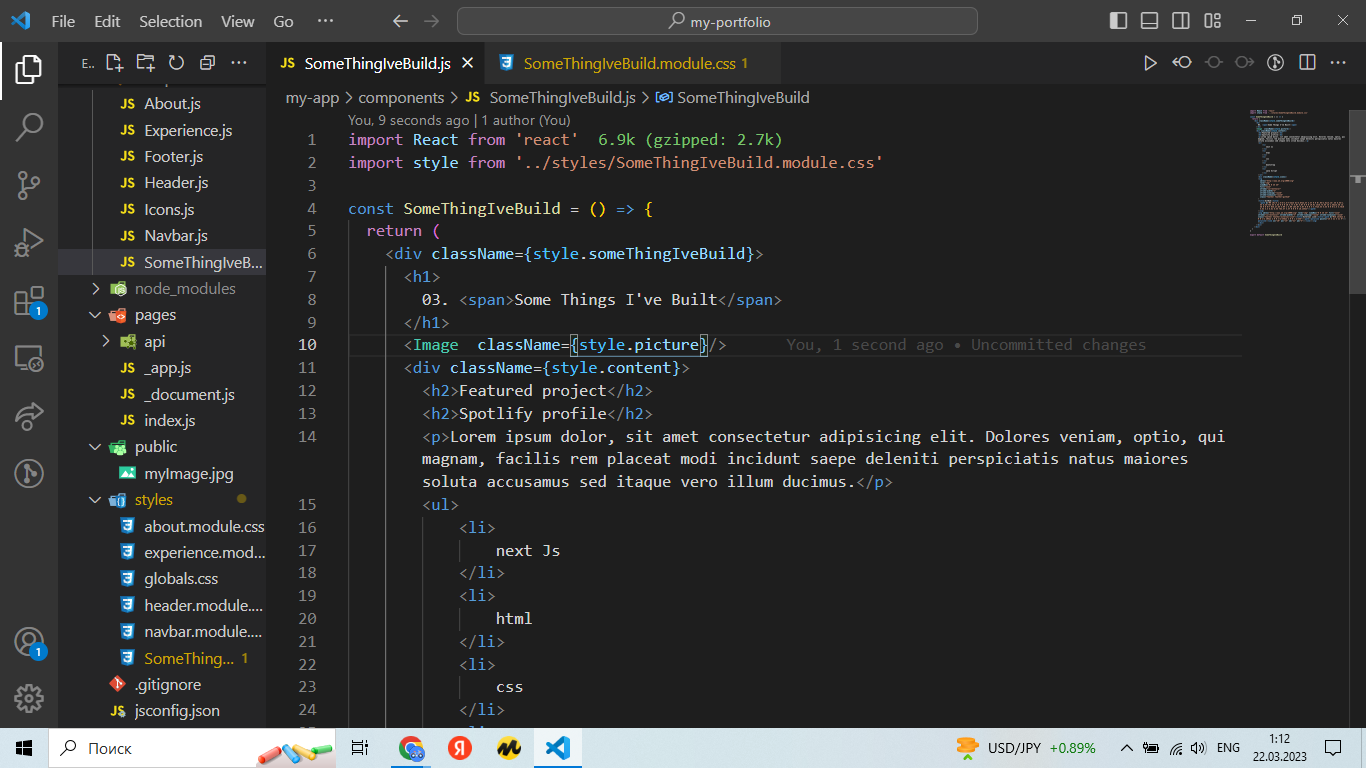 File Edit Selection View Go ··· my-portfolio
E.. ··· JS SomeThingIveBuild.js SomeThingIveBuild.module.css 1 ···
my-app > components > JS SomeThingIveBuild.js > SomeThingIveBuild
JS About.js
JS Experience.js
JS Footer.js
JS Header.js
JS Icons.js
JS Navbar.js
JS SomeThingIveB...
node_modules
pages
api
JS _app.js
JS _document.js
JS index.js
public
myImage.jpg
styles
about.module.css
experience.mod...
globals.css
header.module....
navbar.module....
SomeThing... 1
.gitignore
JS jsconfig.json
1
1
You, 9 seconds ago | 1 author (You)
1 import React from 'react' 6.9k (gzipped: 2.7k)
2 import style from '../styles/SomeThingIveBuild.module.css'
3
4 const SomeThingIveBuild = () => {
5 return (
6 <div className={style.someThingIveBuild}>
7 <h1>
8 03. <span>Some Things I've Built</span>
9 </h1>
10 <Image className={style.picture}/> You, 1 second ago • Uncommitted changes
11 <div className={style.content}>
12 <h2>Featured project</h2>
13 <h2>Spotlify profile</h2>
14 <p>Lorem ipsum dolor, sit amet consectetur adipisicing elit. Dolores veniam, optio, qui
magnam, facilis rem placeat modi incidunt saepe deleniti perspiciatis natus maiores
soluta accusamus sed itaque vero illum ducimus.</p>
15 <ul>
16 <li>
17 next Js
18 </li>
19 <li>
20 html
21 </li>
22 <li>
23 css
24 </li>
Поиск Я USD/JPY +0.89% ENG 1:12
22.03.2023